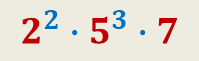 2² · 5³ · 7